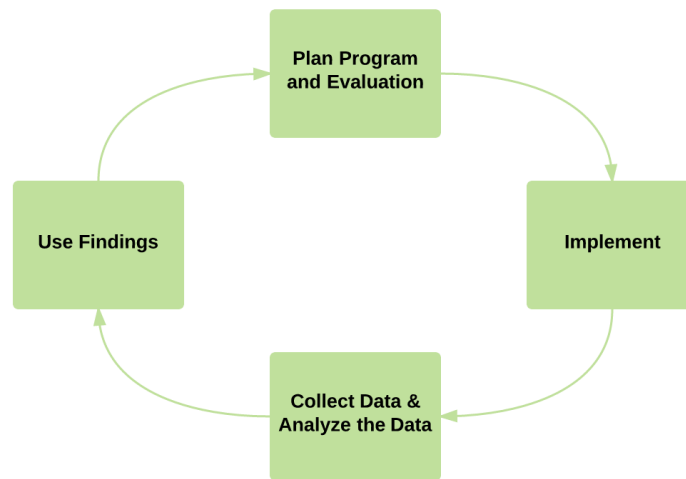 Plan Program
and Evaluation
Use Findings
Implement
Collect Data &
Analyze the Data